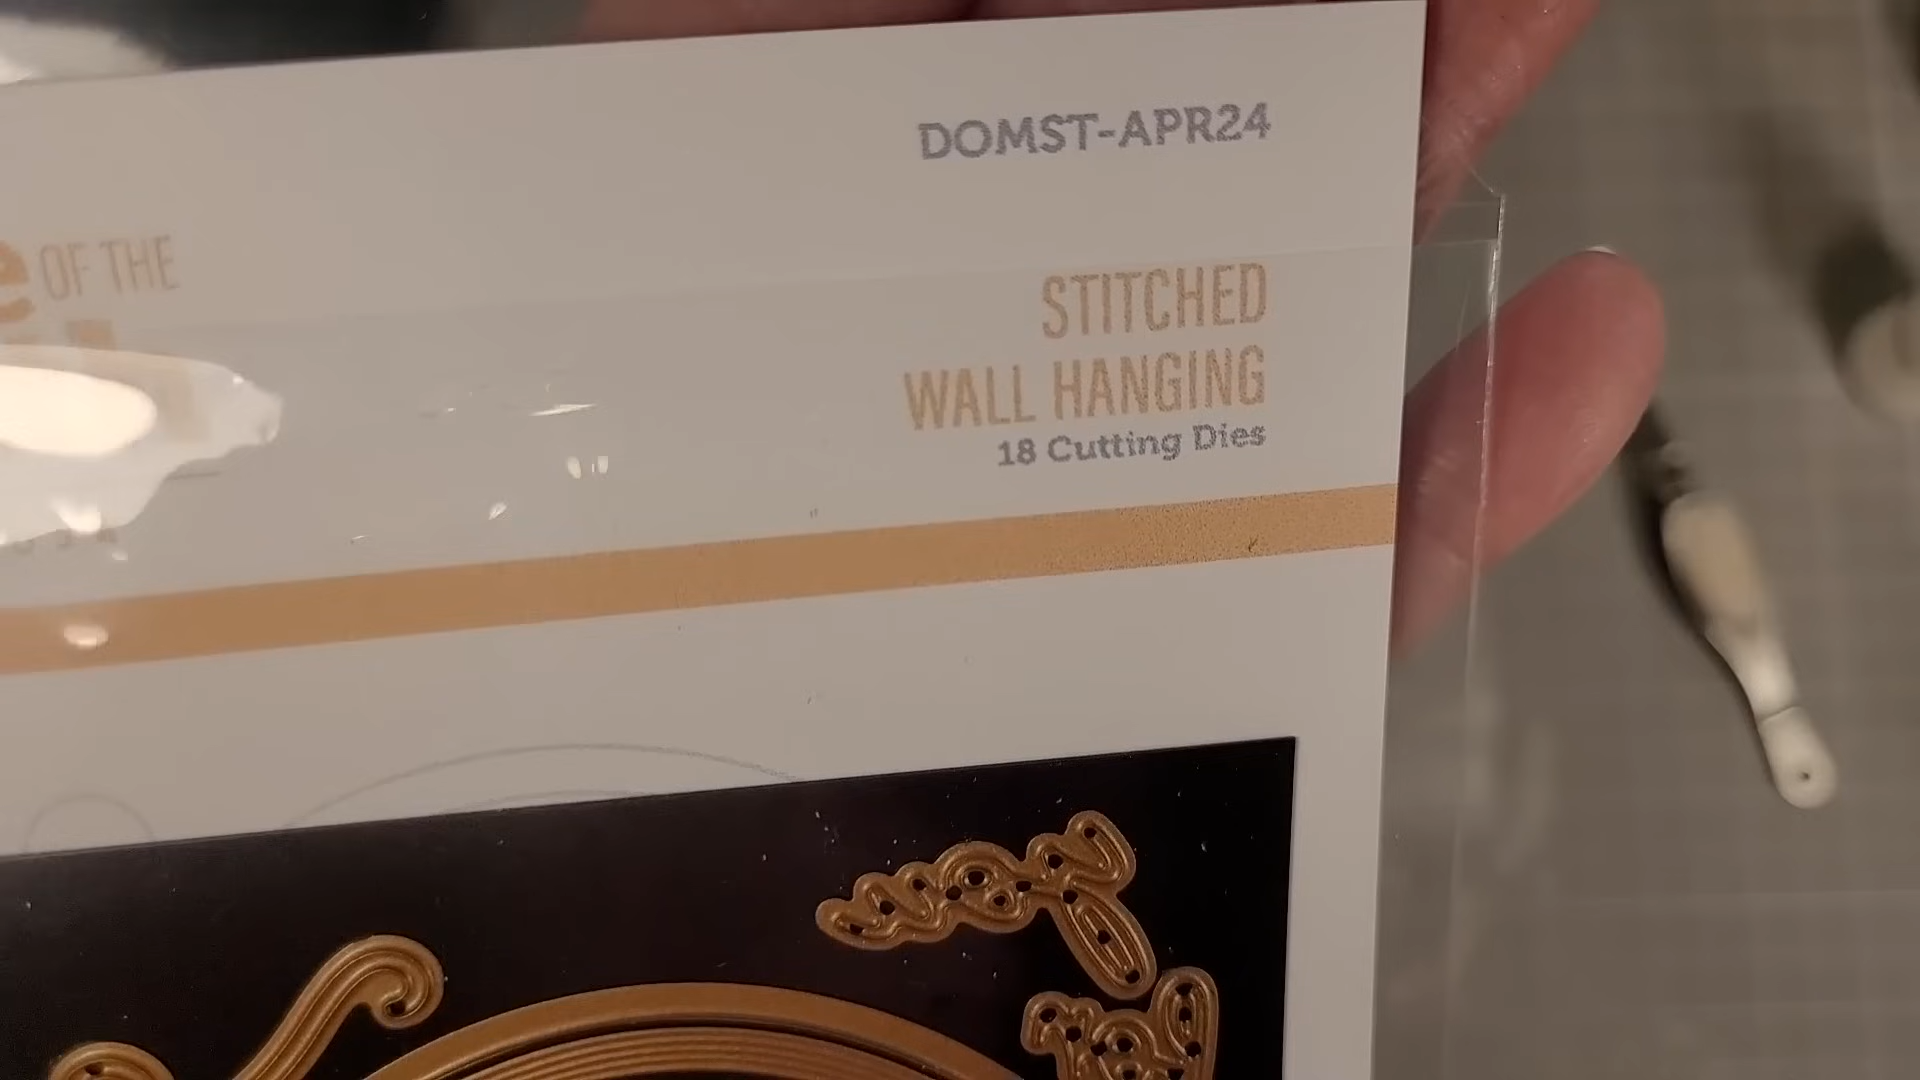 DOMST-APR24
OF THE
STITCHED
WALL HANGING
18 Cutting Dies